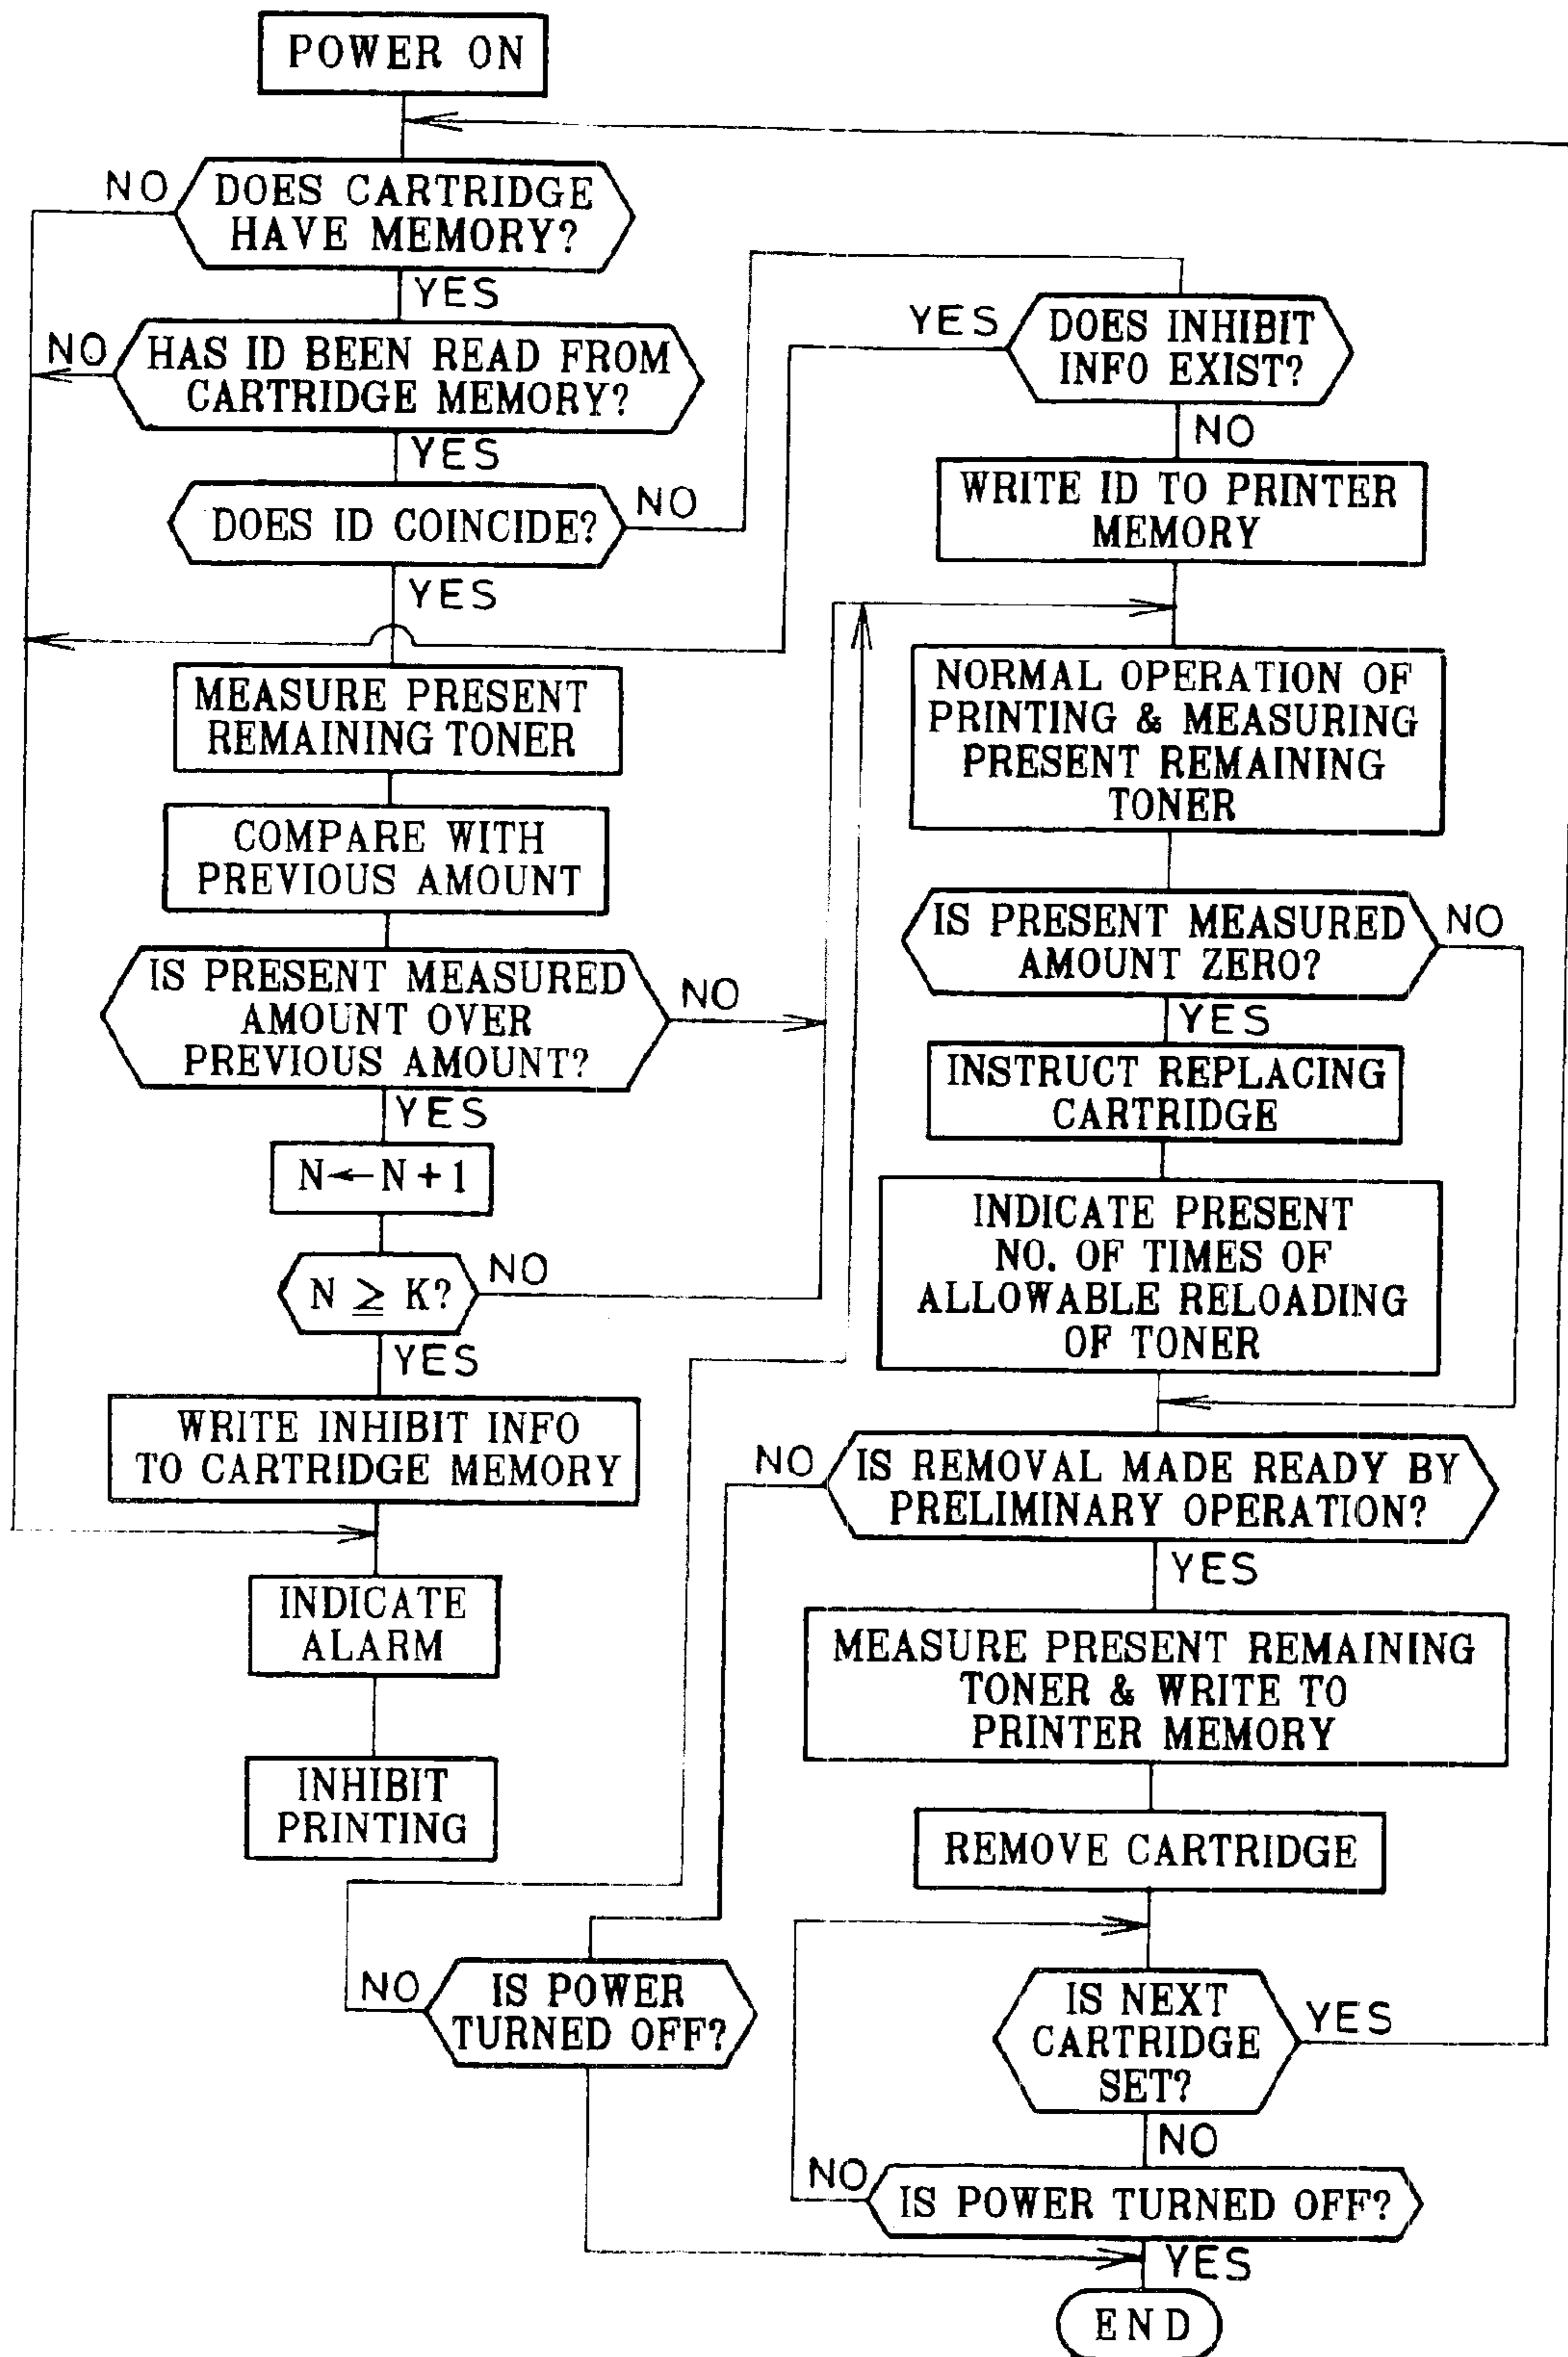 POWER ON
NO
DOES CARTRIDGE
HAVE MEMORY?
YES
NO
HAS ID BEEN READ FROM
CARTRIDGE MEMORY?
YES
DOES ID COINCIDE?
NO
YES
MEASURE PRESENT
REMAINING TONER
COMPARE WITH
PREVIOUS AMOUNT
IS PRESENT MEASURED
AMOUNT OVER
PREVIOUS AMOUNT?
NO
YES
N←N+1
N ≧ K?
NO
YES
WRITE INHIBIT INFO
TO CARTRIDGE MEMORY
INDICATE
ALARM
INHIBIT
PRINTING
YES
DOES INHIBIT
INFO EXIST?
NO
WRITE ID TO PRINTER
MEMORY
NORMAL OPERATION OF
PRINTING & MEASURING
PRESENT REMAINING
TONER
IS PRESENT MEASURED
AMOUNT ZERO?
NO
YES
INSTRUCT REPLACING
CARTRIDGE
INDICATE PRESENT
NO. OF TIMES OF
ALLOWABLE RELOADING
OF TONER
NO
IS REMOVAL MADE READY BY
PRELIMINARY OPERATION?
YES
MEASURE PRESENT REMAINING
TONER & WRITE TO
PRINTER MEMORY
REMOVE CARTRIDGE
NO
IS POWER
TURNED OFF?
IS NEXT
CARTRIDGE
SET?
YES
NO
NO
IS POWER TURNED OFF?
YES
END